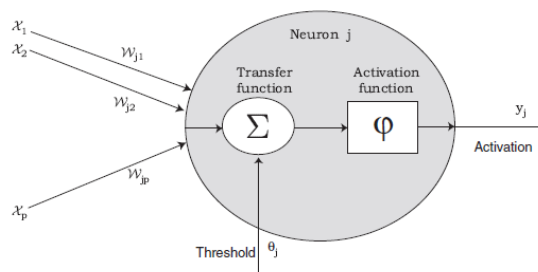 X1
X2
Xp
Wj1
Wj2
Wjp
Neuron j
Transfer
function
Σ
Activation
function
φ
yj
Activation
Threshold
θj